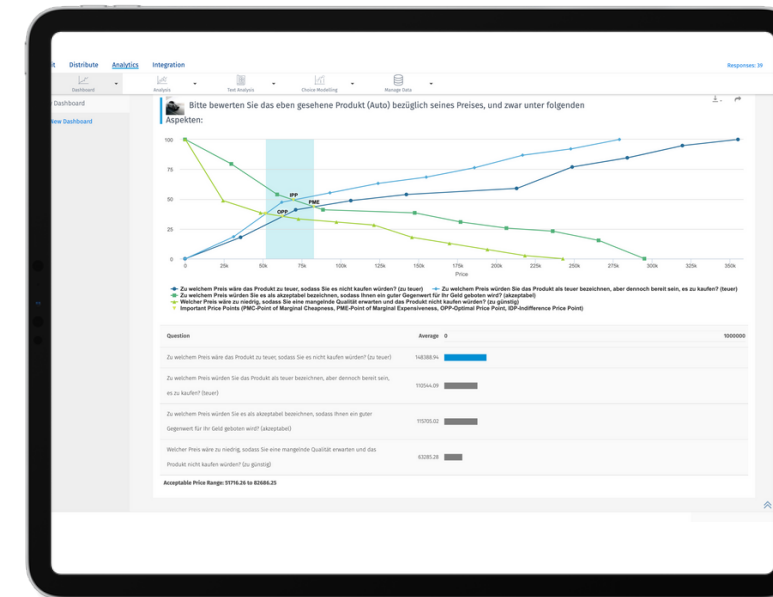 it Distribute Analytics Integration
Responses: 39
Dashboard Analysis Text Analysis Choice Modelling Manage Data
Dashboard
New Dashboard
Bitte bewerten Sie das eben gesehene Produkt (Auto) bezüglich seines Preises, und zwar unter folgenden
Aspekten:
100
75
50
25
0
IPP
PME
OPP
0 25k 50k 75k 100k 125k 150k 175k 200k 225k 250k 275k 300k 325k 350k
Price
Zu welchem Preis wäre das Produkt zu teuer, sodass Sie es nicht kaufen würden? (zu teuer) Zu welchem Preis würden Sie das Produkt als teuer bezeichnen, aber dennoch bereit sein, es zu kaufen? (teuer)
Zu welchem Preis würden Sie es als akzeptabel bezeichnen, sodass Ihnen ein guter Gegenwert für Ihr Geld geboten wird? (akzeptabel)
Welcher Preis wäre zu niedrig, sodass Sie eine mangelnde Qualität erwarten und das Produkt nicht kaufen würden? (zu günstig)
Important Price Points (PMC-Point of Marginal Cheapness, PME-Point of Marginal Expensiveness, OPP-Optimal Price Point, IDP-Indifference Price Point)
Question Average 0 1000000
Zu welchem Preis wäre das Produkt zu teuer, sodass Sie es nicht kaufen würden? (zu teuer) 148388.94
Zu welchem Preis würden Sie das Produkt als teuer bezeichnen, aber dennoch bereit sein,
es zu kaufen? (teuer) 110544.09
Zu welchem Preis würden Sie es als akzeptabel bezeichnen, sodass Ihnen ein guter
Gegenwert für Ihr Geld geboten wird? (akzeptabel) 115705.02
Welcher Preis wäre zu niedrig, sodass Sie eine mangelnde Qualität erwarten und das
Produkt nicht kaufen würden? (zu günstig) 63285.28
Acceptable Price Range: 51716.26 to 82686.25